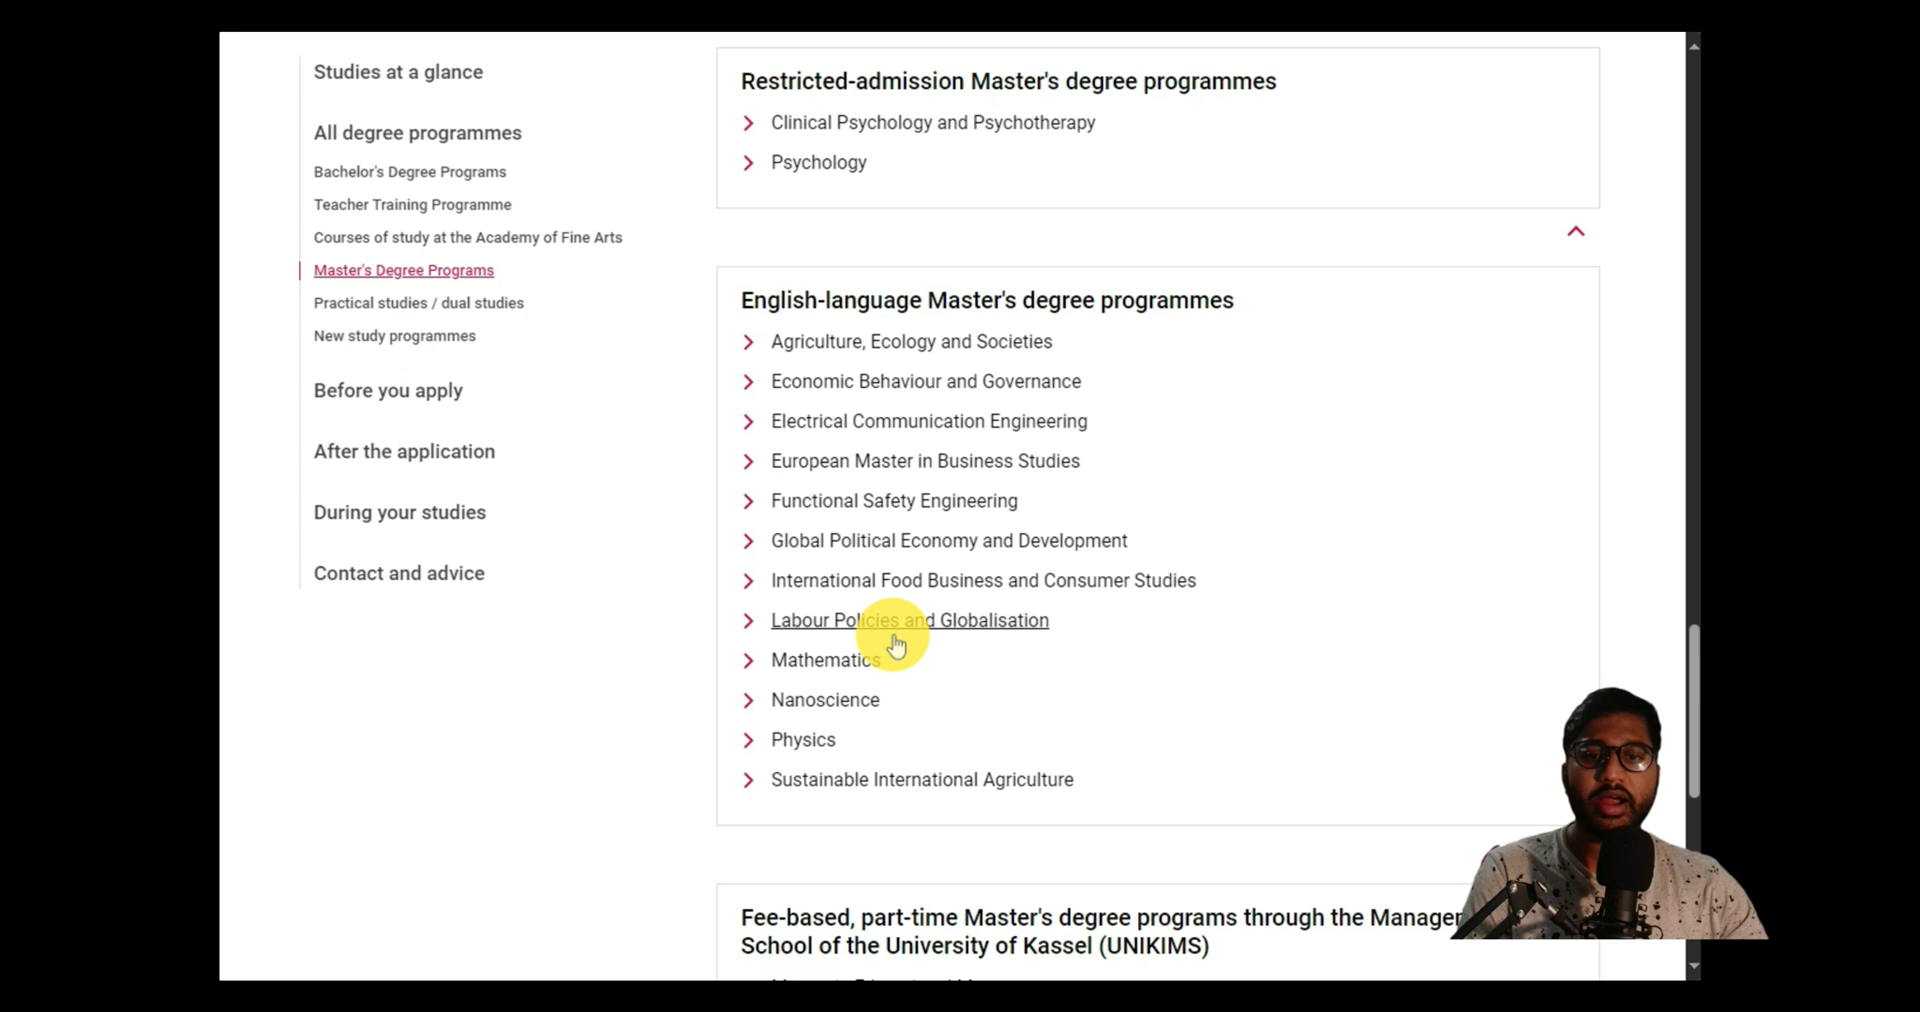 Studies at a glance
All degree programmes
Bachelor's Degree Programs
Teacher Training Programme
Courses of study at the Academy of Fine Arts
Master's Degree Programs
Practical studies / dual studies
New study programmes
Before you apply
After the application
During your studies
Contact and advice
Restricted-admission Master's degree programmes
Clinical Psychology and Psychotherapy
Psychology
English-language Master's degree programmes
Agriculture, Ecology and Societies
Economic Behaviour and Governance
Electrical Communication Engineering
European Master in Business Studies
Functional Safety Engineering
Global Political Economy and Development
International Food Business and Consumer Studies
Labour Policies and Globalisation
Mathematics
Nanoscience
Physics
Sustainable International Agriculture
Fee-based, part-time Master's degree programs through the
School of the University of Kassel (UNIKIMS)